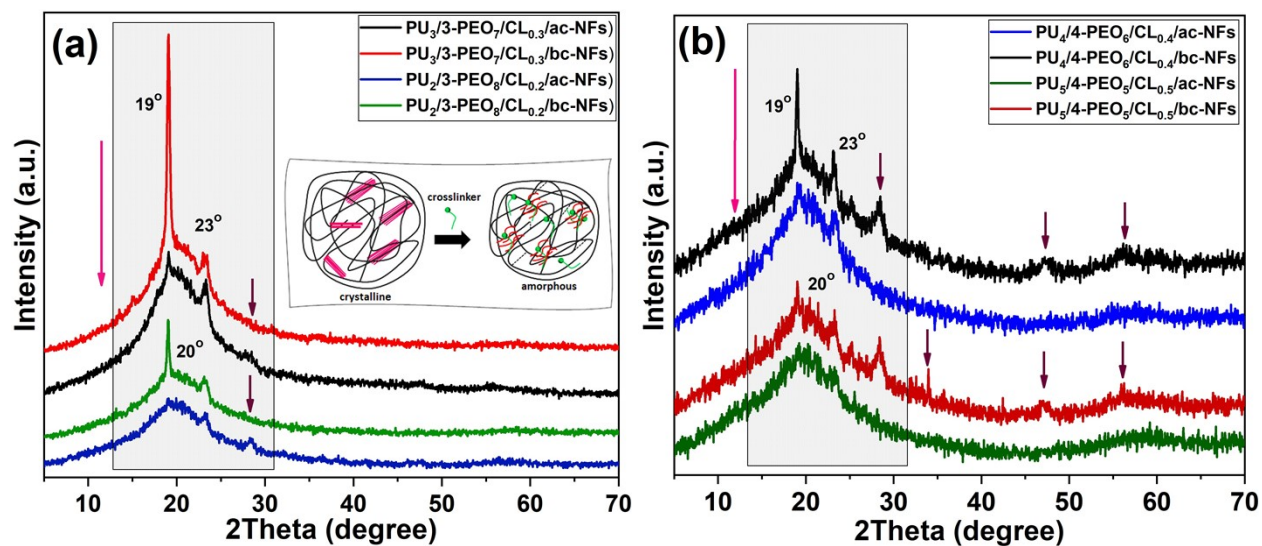 (a)
PU₃/3-PEO₇/CL₀.₃/ac-NFs)
PU₃/3-PEO₇/CL₀.₃/bc-NFs)
PU₂/3-PEO₈/CL₀.₂/ac-NFs)
PU₂/3-PEO₈/CL₀.₂/bc-NFs)
19°
23°
20°
crosslinker
crystalline
amorphous
Intensity (a.u.)
10 20 30 40 50 60 70
2Theta (degree)
(b)
PU₄/4-PEO₆/CL₀.₄/ac-NFs
PU₄/4-PEO₆/CL₀.₄/bc-NFs
PU₅/4-PEO₅/CL₀.₅/ac-NFs
PU₅/4-PEO₅/CL₀.₅/bc-NFs
19°
23°
20°
Intensity (a.u.)
10 20 30 40 50 60 70
2Theta (degree)